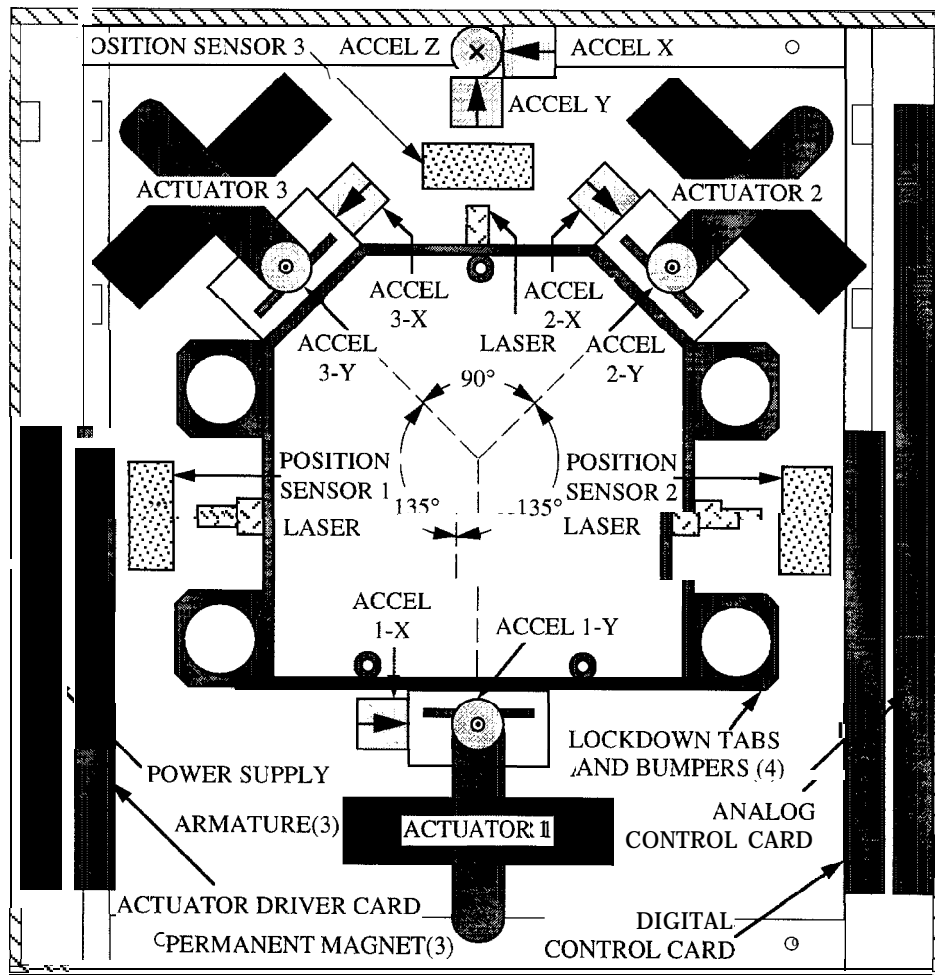 POSITION SENSOR 3
ACCEL Z
ACCEL X
ACCEL Y
ACTUATOR 3
ACTUATOR 2
ACCEL
3-X
ACCEL
2-X
LASER
ACCEL
3-Y
ACCEL
2-Y
90°
POSITION
SENSOR 1
POSITION
SENSOR 2
135°
135°
LASER
LASER
ACCEL
1-X
ACCEL 1-Y
LOCKDOWN TABS
AND BUMPERS (4)
POWER SUPPLY
ARMATURE(3)
ACTUATOR 1
ANALOG
CONTROL CARD
ACTUATOR DRIVER CARD
PERMANENT MAGNET(3)
DIGITAL
CONTROL CARD